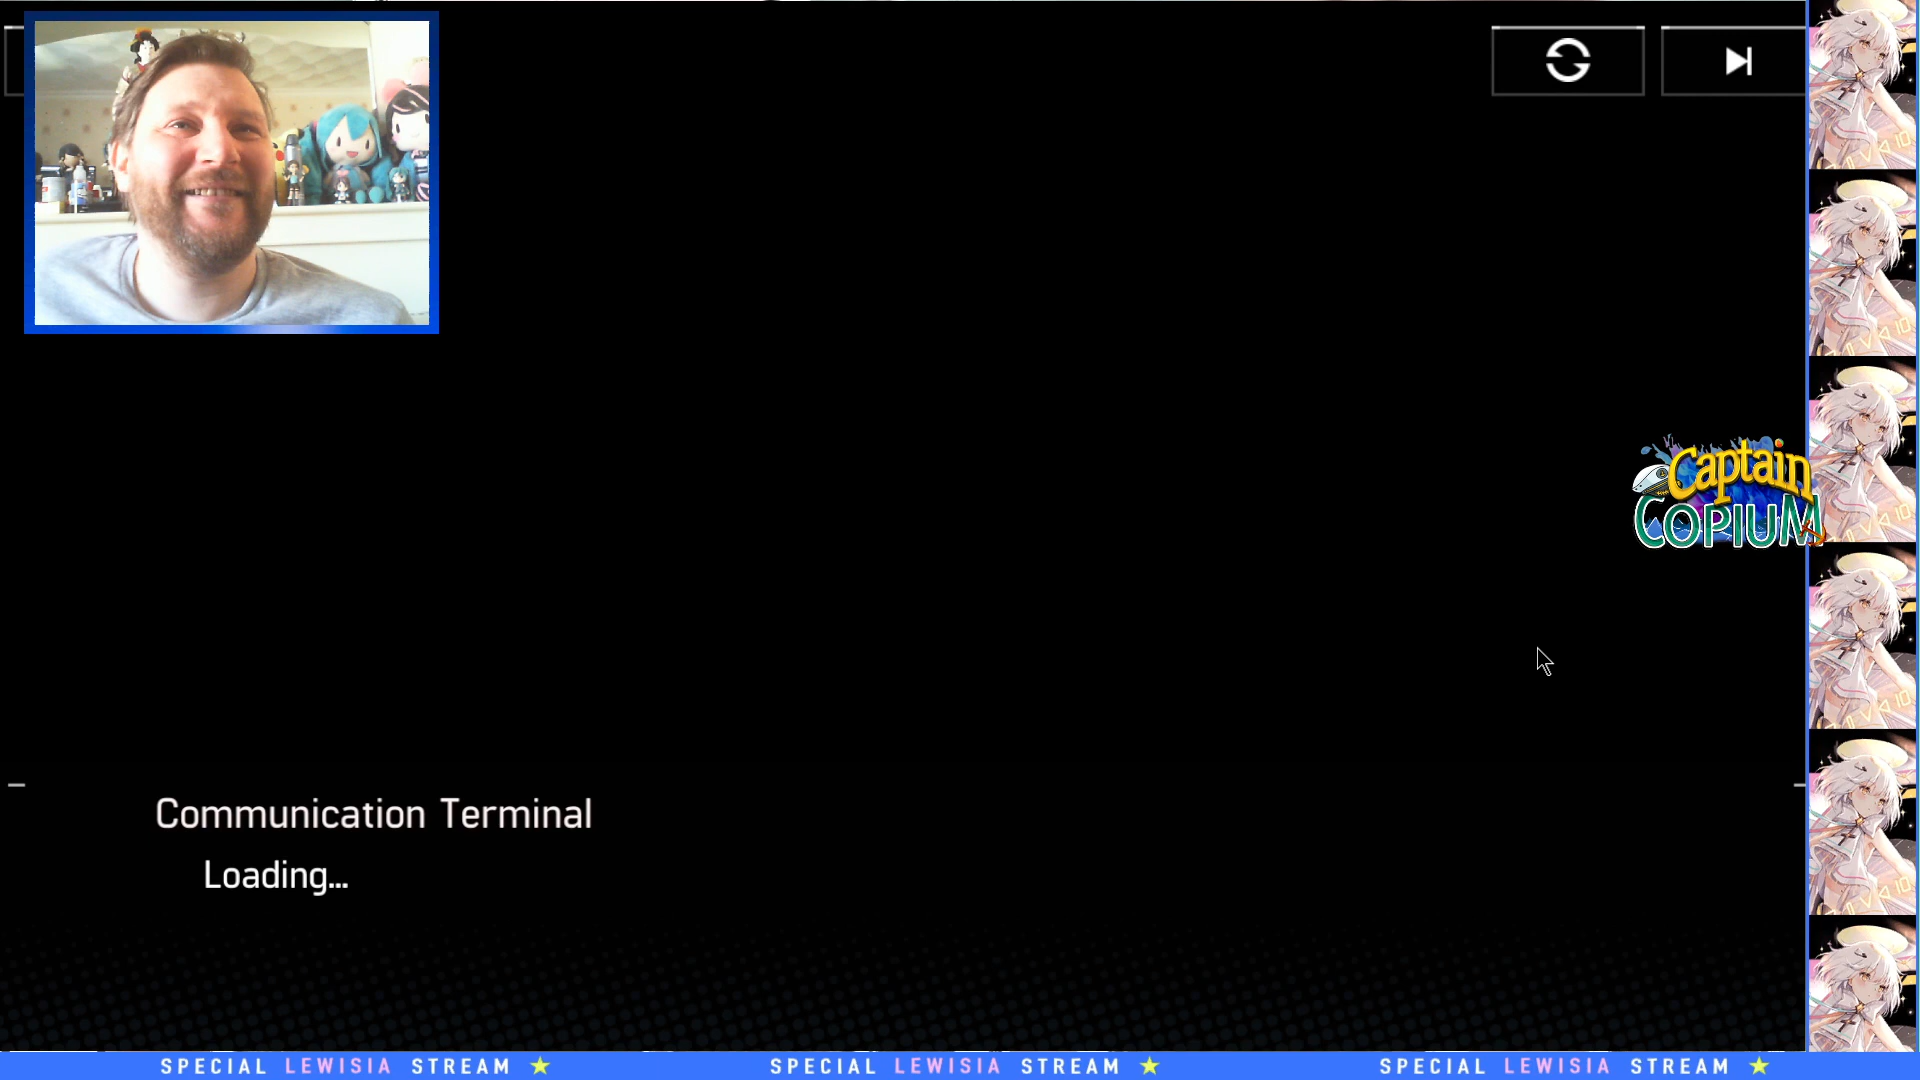 Captain
COPIUM
Communication Terminal
Loading...
SPECIAL LEWISIA STREAM ★ SPECIAL LEWISIA STREAM ★ SPECIAL LEWISIA STREAM ★